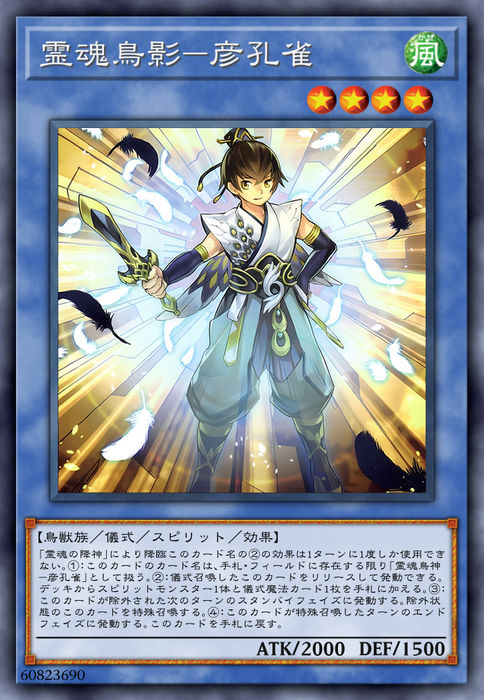 霊魂鳥影−彦孔雀
かぜ
風
【鳥獣族／儀式／スピリット／効果】
「霊魂の降神」により降臨このカード名の②の効果は1ターンに1度しか使用でき
ない。①：このカードのカード名は、手札・フィールドに存在する限り「霊魂鳥神
－彦孔雀」として扱う。②：儀式召喚したこのカードをリリースして発動できる。
デッキからスピリットモンスター1体と儀式魔法カード1枚を手札に加える。③：
このカードが除外された次のターンのスタンバイフェイズに発動する。除外状
態のこのカードを特殊召喚する。④：このカードが特殊召喚したターンのエンド
フェイズに発動する。このカードを手札に戻す。
ATK/2000 DEF/1500
60823690